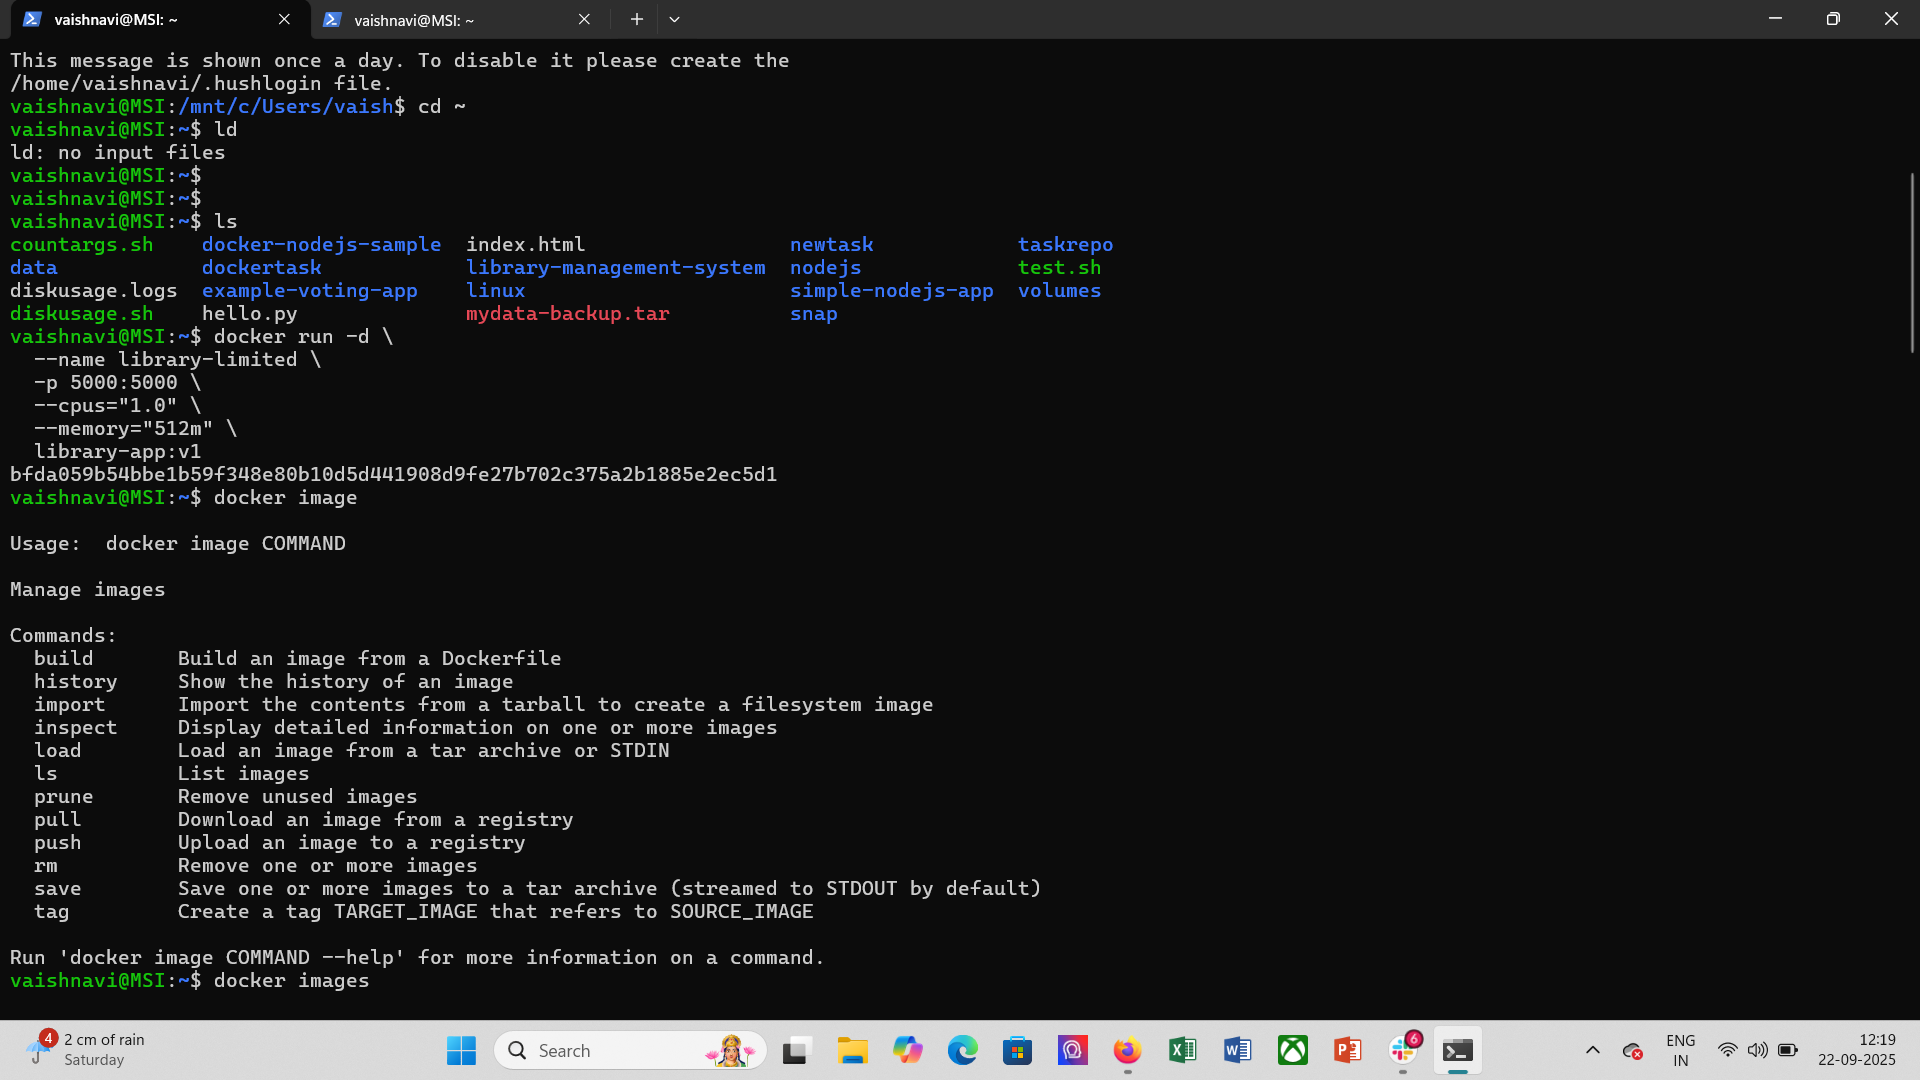 vaishnavi@MSI: ~
vaishnavi@MSI: ~
This message is shown once a day. To disable it please create the
/home/vaishnavi/.hushlogin file.
vaishnavi@MSI:/mnt/c/Users/vaish$ cd ~
vaishnavi@MSI:~$ ld
ld: no input files
vaishnavi@MSI:~$
vaishnavi@MSI:~$
vaishnavi@MSI:~$ ls
countargs.sh    docker-nodejs-sample  index.html                 newtask            taskrepo
data            dockertask            library-management-system  nodejs             test.sh
diskusage.logs  example-voting-app    linux                      simple-nodejs-app  volumes
diskusage.sh    hello.py              mydata-backup.tar          snap
vaishnavi@MSI:~$ docker run -d \
  --name library-limited \
  -p 5000:5000 \
  --cpus="1.0" \
  --memory="512m" \
  library-app:v1
bfda059b54bbe1b59f348e80b10d5d441908d9fe27b702c375a2b1885e2ec5d1
vaishnavi@MSI:~$ docker image
Usage:  docker image COMMAND
Manage images
Commands:
  build       Build an image from a Dockerfile
  history     Show the history of an image
  import      Import the contents from a tarball to create a filesystem image
  inspect     Display detailed information on one or more images
  load        Load an image from a tar archive or STDIN
  ls          List images
  prune       Remove unused images
  pull        Download an image from a registry
  push        Upload an image to a registry
  rm          Remove one or more images
  save        Save one or more images to a tar archive (streamed to STDOUT by default)
  tag         Create a tag TARGET_IMAGE that refers to SOURCE_IMAGE
Run 'docker image COMMAND --help' for more information on a command.
vaishnavi@MSI:~$ docker images
4
2 cm of rain
Saturday
Search
6
ENG
IN
12:19
22-09-2025